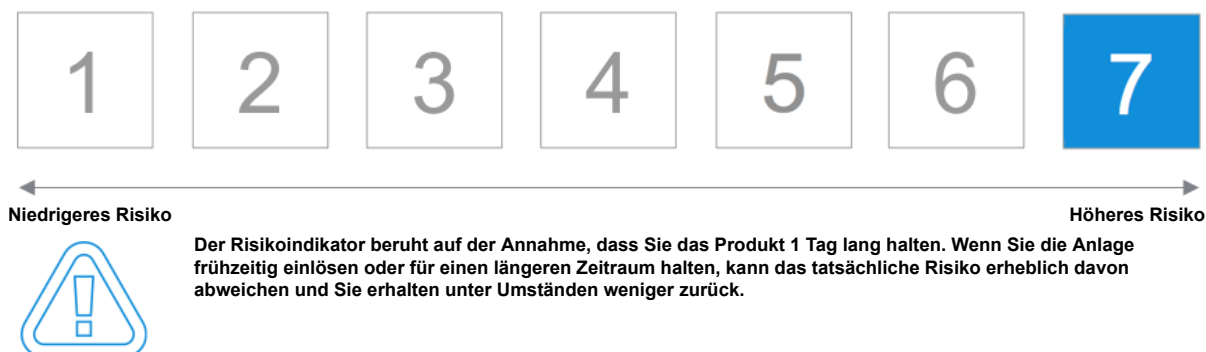 1 2 3 4 5 6 7
Niedrigeres Risiko Höheres Risiko
Der Risikoindikator beruht auf der Annahme, dass Sie das Produkt 1 Tag lang halten. Wenn Sie die Anlage
frühzeitig einlösen oder für einen längeren Zeitraum halten, kann das tatsächliche Risiko erheblich davon
abweichen und Sie erhalten unter Umständen weniger zurück.